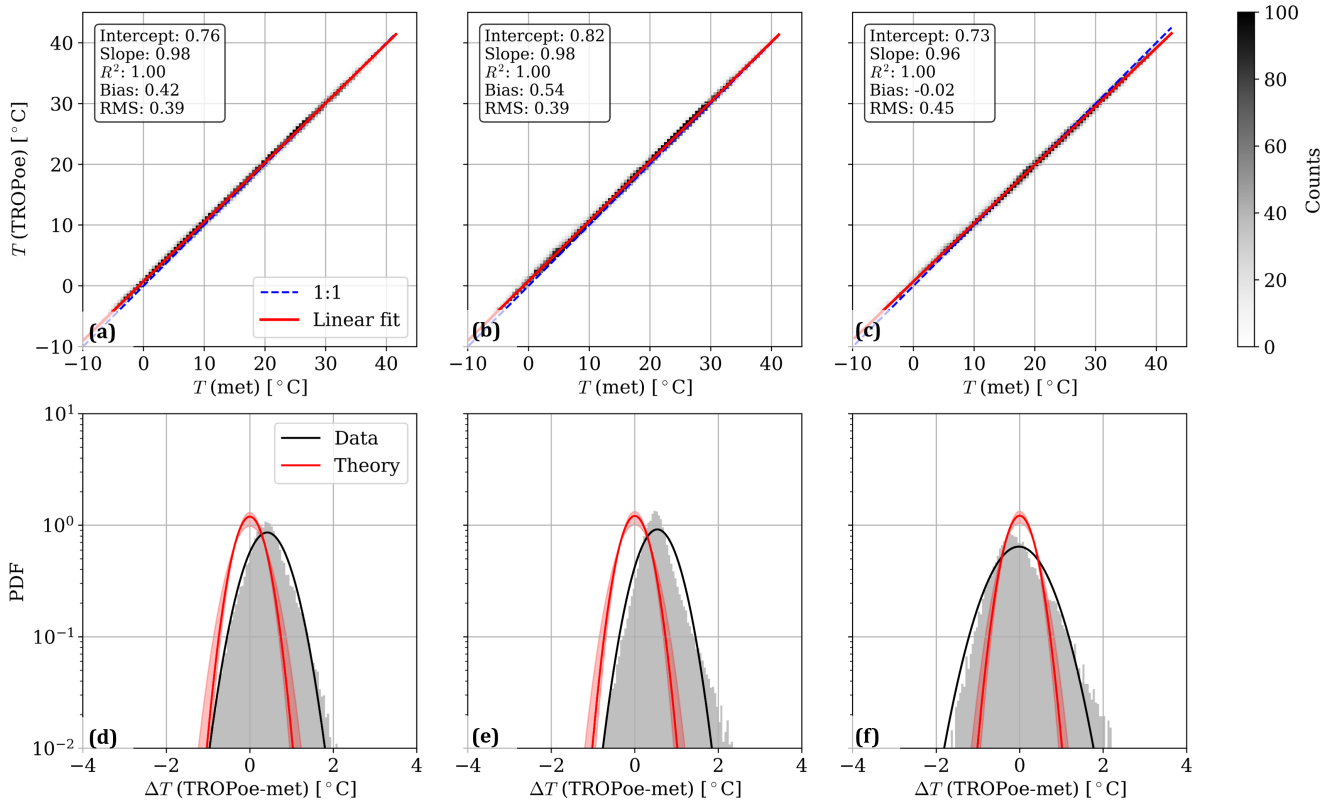 Intercept: 0.76
Slope: 0.98
R²: 1.00
Bias: 0.42
RMS: 0.39
Intercept: 0.82
Slope: 0.98
R²: 1.00
Bias: 0.54
RMS: 0.39
Intercept: 0.73
Slope: 0.96
R²: 1.00
Bias: -0.02
RMS: 0.45
T (TROPoe) [°C]
40
30
20
10
0
−10
1:1
Linear fit
(a)
(b)
(c)
−10 0 10 20 30 40
−10 0 10 20 30 40
−10 0 10 20 30 40
T (met) [°C]
T (met) [°C]
T (met) [°C]
100
80
60
40
20
0
Counts
PDF
10¹
10⁰
10⁻¹
10⁻²
Data
Theory
(d)
(e)
(f)
−4 −2 0 2 4
−4 −2 0 2 4
−4 −2 0 2 4
ΔT (TROPoe-met) [°C]
ΔT (TROPoe-met) [°C]
ΔT (TROPoe-met) [°C]